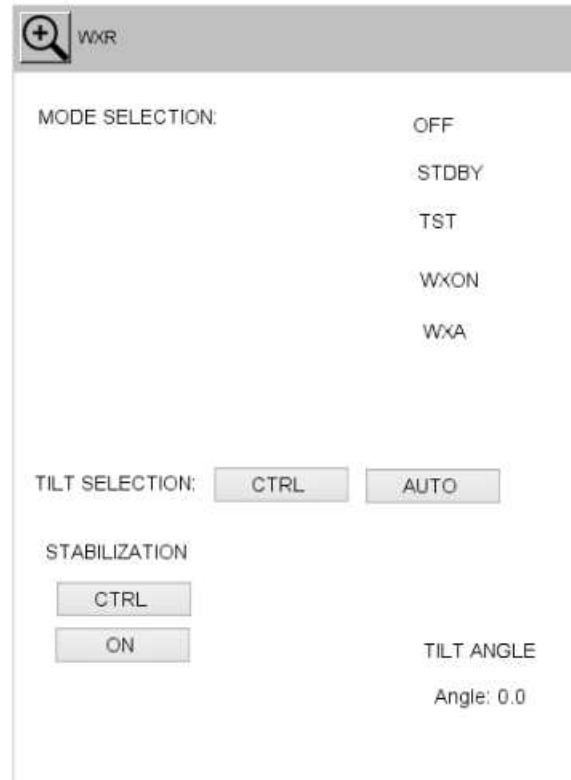 WXR
MODE SELECTION:
OFF
STDBY
TST
WXON
WXA
TILT SELECTION: CTRL AUTO
STABILIZATION
CTRL
ON
TILT ANGLE
Angle: 0.0